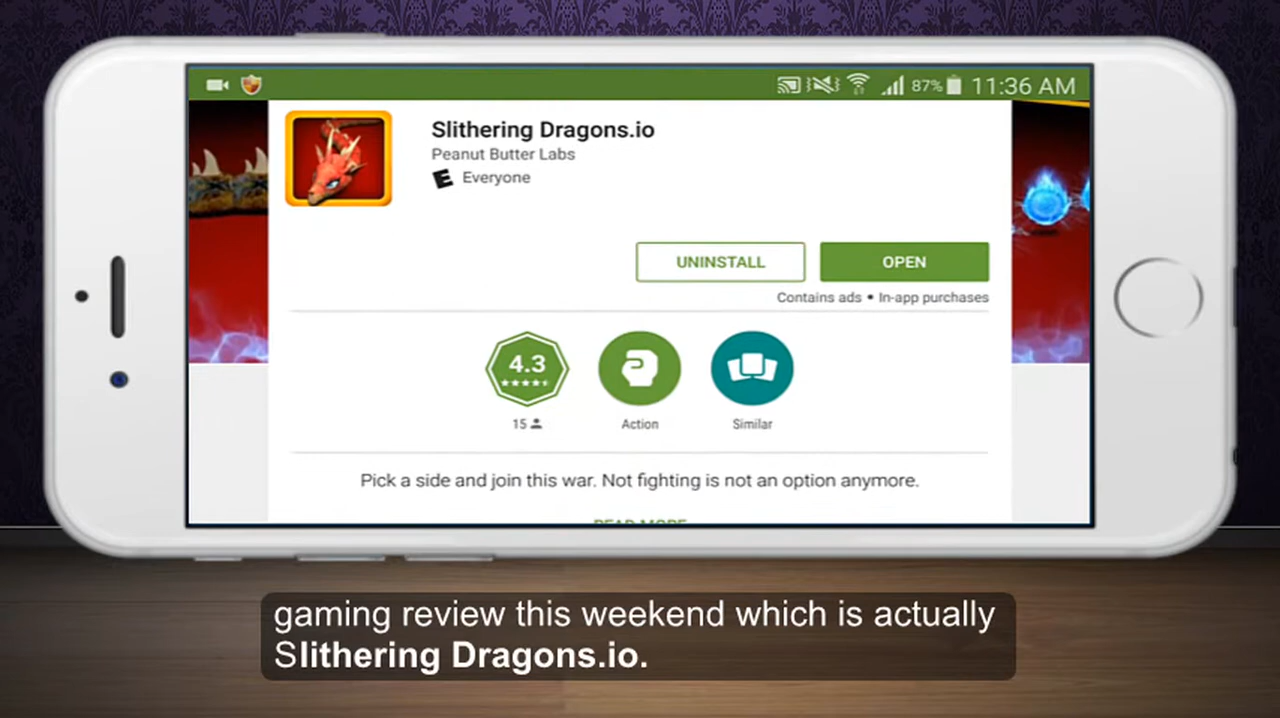 87% 11:36 AM
Slithering Dragons.io
Peanut Butter Labs
E Everyone
UNINSTALL OPEN
Contains ads • In-app purchases
4.3
15 Action Similar
Pick a side and join this war. Not fighting is not an option anymore.
READ MORE
gaming review this weekend which is actually
Slithering Dragons.io.